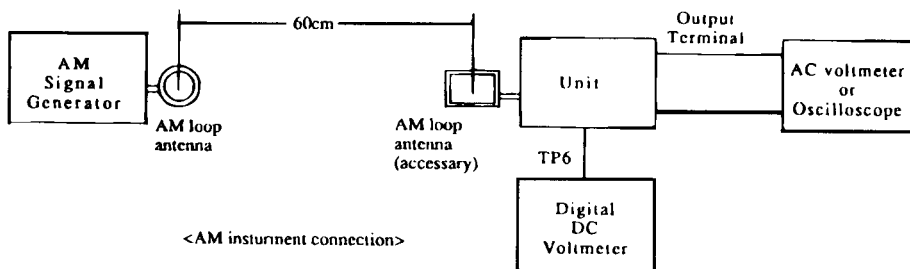 60cm
Output
Terminal
AM
Signal
Generator
AM loop
antenna
AM loop
antenna
(accessary)
Unit
AC voltmeter
or
Oscilloscope
TP6
Digital
DC
Voltmeter
<AM insturment connection>